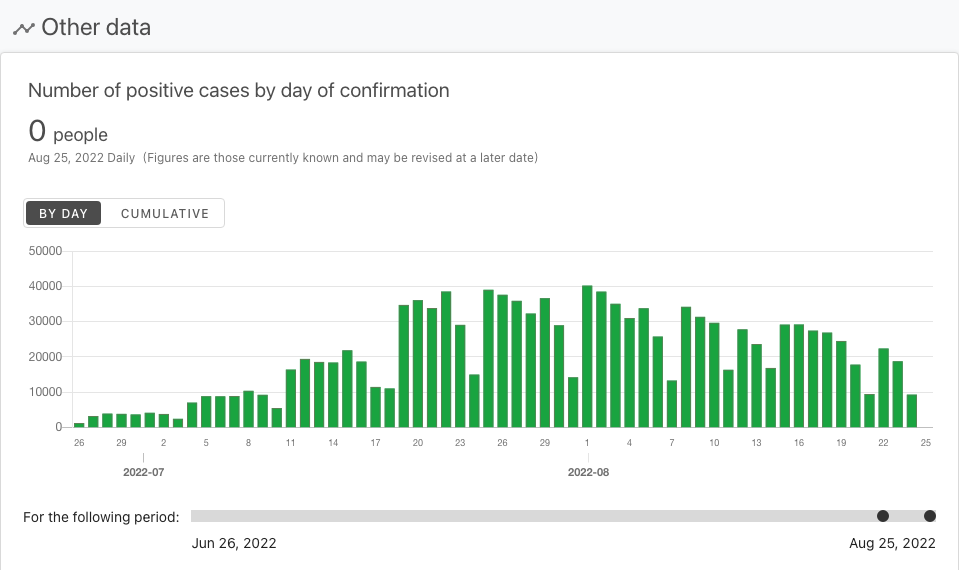 Other data
Number of positive cases by day of confirmation
0 people
Aug 25, 2022 Daily (Figures are those currently known and may be revised at a later date)
BY DAY CUMULATIVE
50000
40000
30000
20000
10000
0
26 29 2 5 8 11 14 17 20 23 26 29 1 4 7 10 13 16 19 22 25
2022-07 2022-08
For the following period:
Jun 26, 2022 Aug 25, 2022